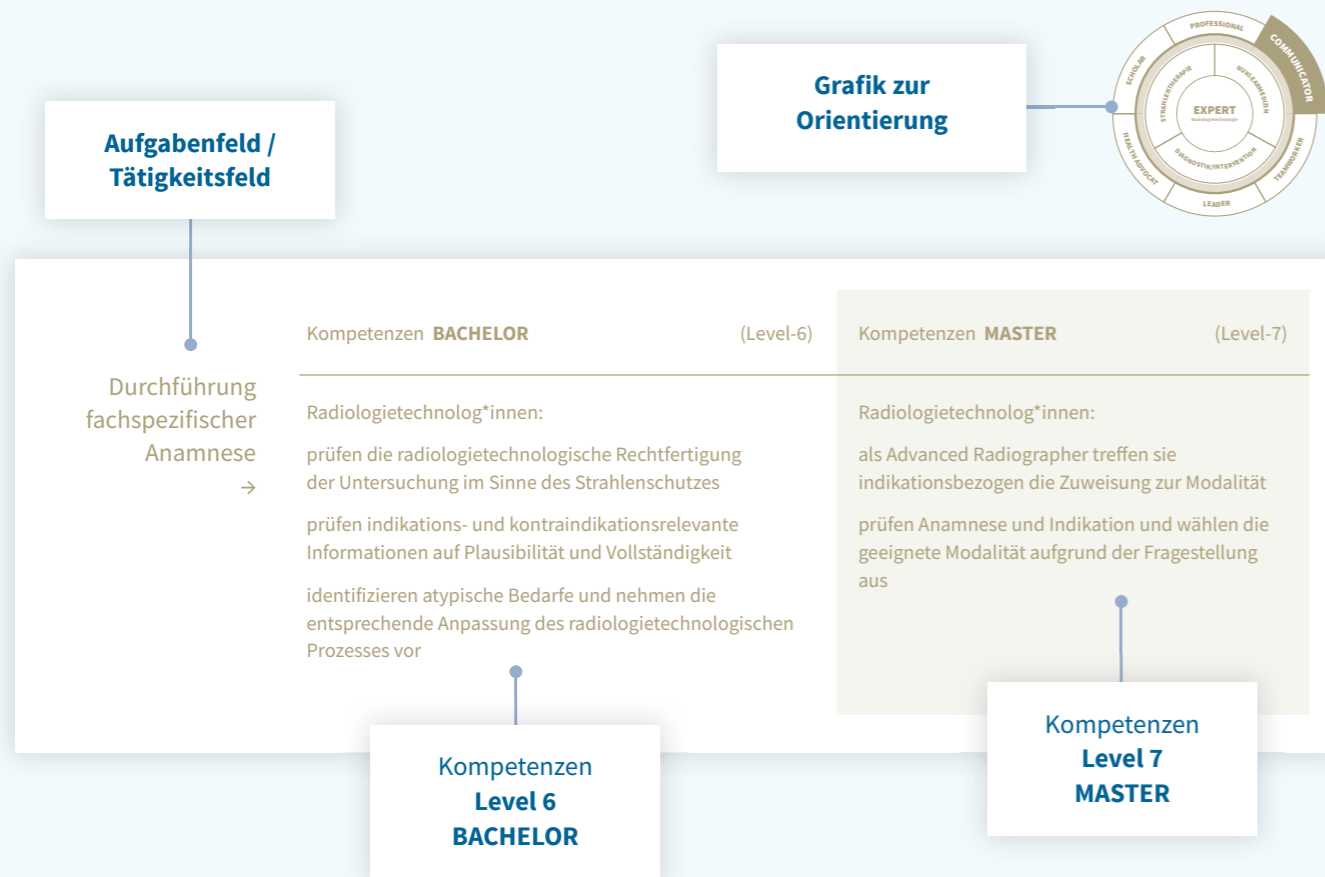 Grafik zur
Orientierung
PROFESSIONAL
COMMUNICATOR
TEAMWORKER
LEADER
HEALTH ADVOCAT
SCHOLAR
STRAHLENTHERAPIE
NUKLEARMEDIZIN
DIAGNOSTIK/INTERVENTION
EXPERT
Radiologietechnologie
Aufgabenfeld /
Tätigkeitsfeld
Durchführung
fachspezifischer
Anamnese
→
Kompetenzen BACHELOR (Level-6)
Radiologietechnolog*innen:
prüfen die radiologietechnologische Rechtfertigung
der Untersuchung im Sinne des Strahlenschutzes
prüfen indikations- und kontraindikationsrelevante
Informationen auf Plausibilität und Vollständigkeit
identifizieren atypische Bedarfe und nehmen die
entsprechende Anpassung des radiologietechnologischen
Prozesses vor
Kompetenzen MASTER (Level-7)
Radiologietechnolog*innen:
als Advanced Radiographer treffen sie
indikationsbezogen die Zuweisung zur Modalität
prüfen Anamnese und Indikation und wählen die
geeignete Modalität aufgrund der Fragestellung
aus
Kompetenzen
Level 6
BACHELOR
Kompetenzen
Level 7
MASTER